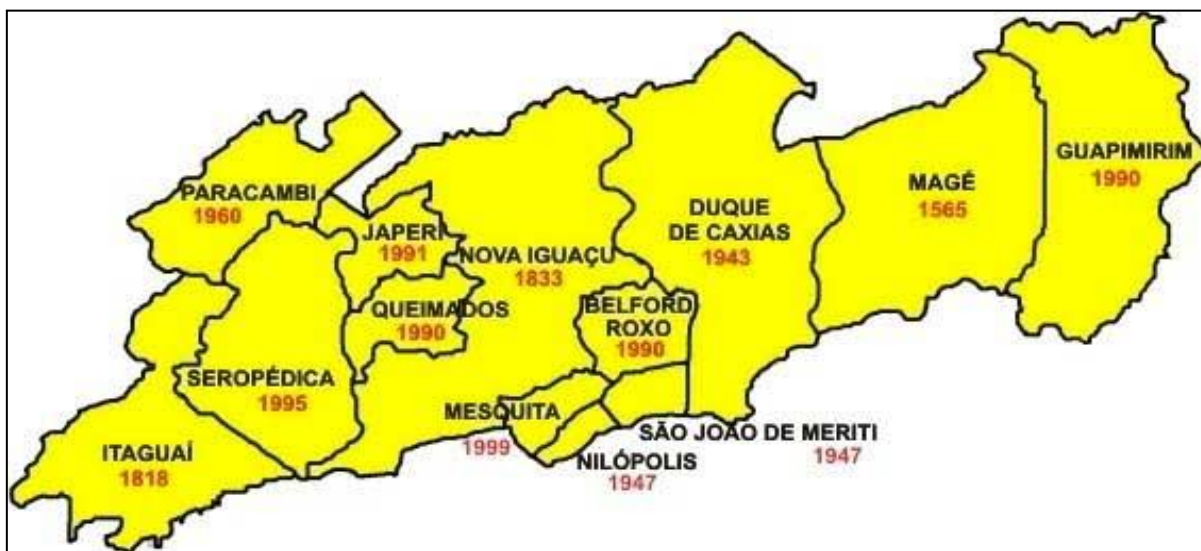 PARACAMBI
1960
JAPERI
1991
NOVA IGUAÇU
1833
DUQUE
DE CAXIAS
1943
MAGÉ
1565
GUAPIMIRIM
1990
QUEIMADOS
1990
BELFORD
ROXO
1990
SEROPÉDICA
1995
ITAGUAÍ
1818
MESQUITA
1999
NILÓPOLIS
1947
SÃO JOÃO DE MERITI
1947